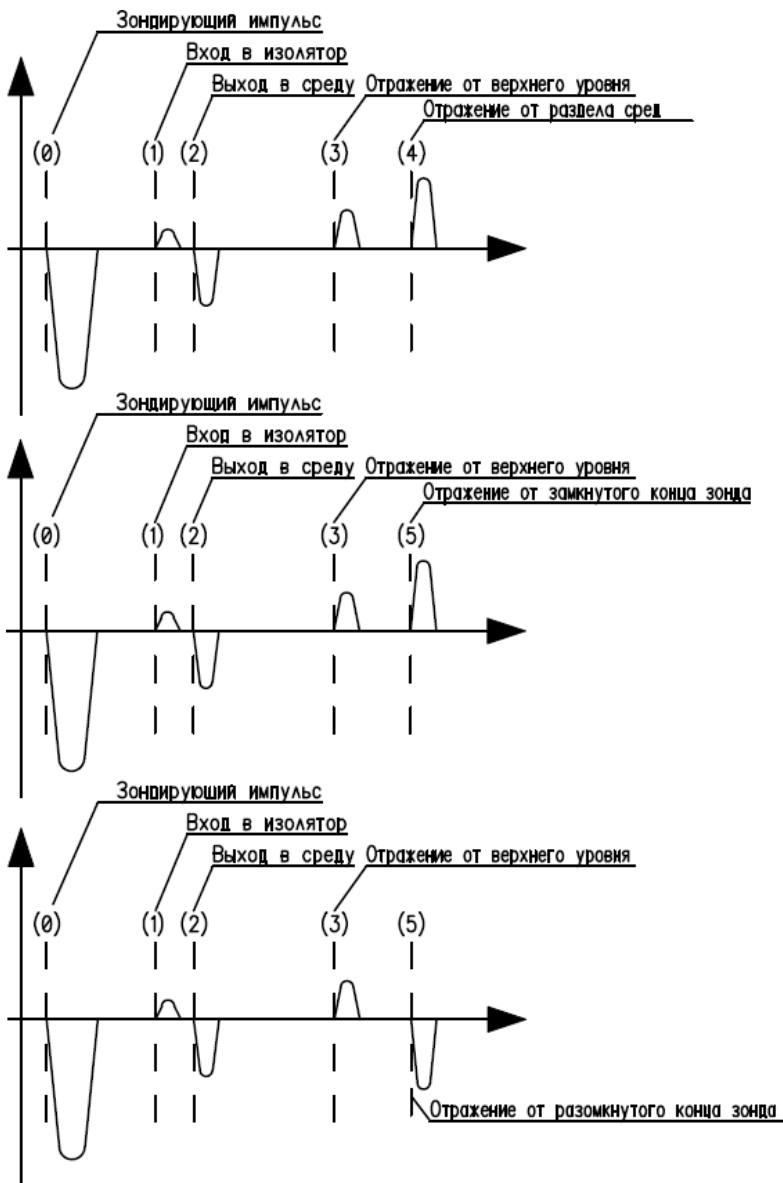 Зондирующий импульс
Вход в изолятор
Выход в среду Отражение от верхнего уровня
Отражение от раздела сред
(0) (1) (2) (3) (4)
Зондирующий импульс
Вход в изолятор
Выход в среду Отражение от верхнего уровня
Отражение от замкнутого конца зонда
(0) (1) (2) (3) (5)
Зондирующий импульс
Вход в изолятор
Выход в среду Отражение от верхнего уровня
(0) (1) (2) (3) (5)
Отражение от разомкнутого конца зонда